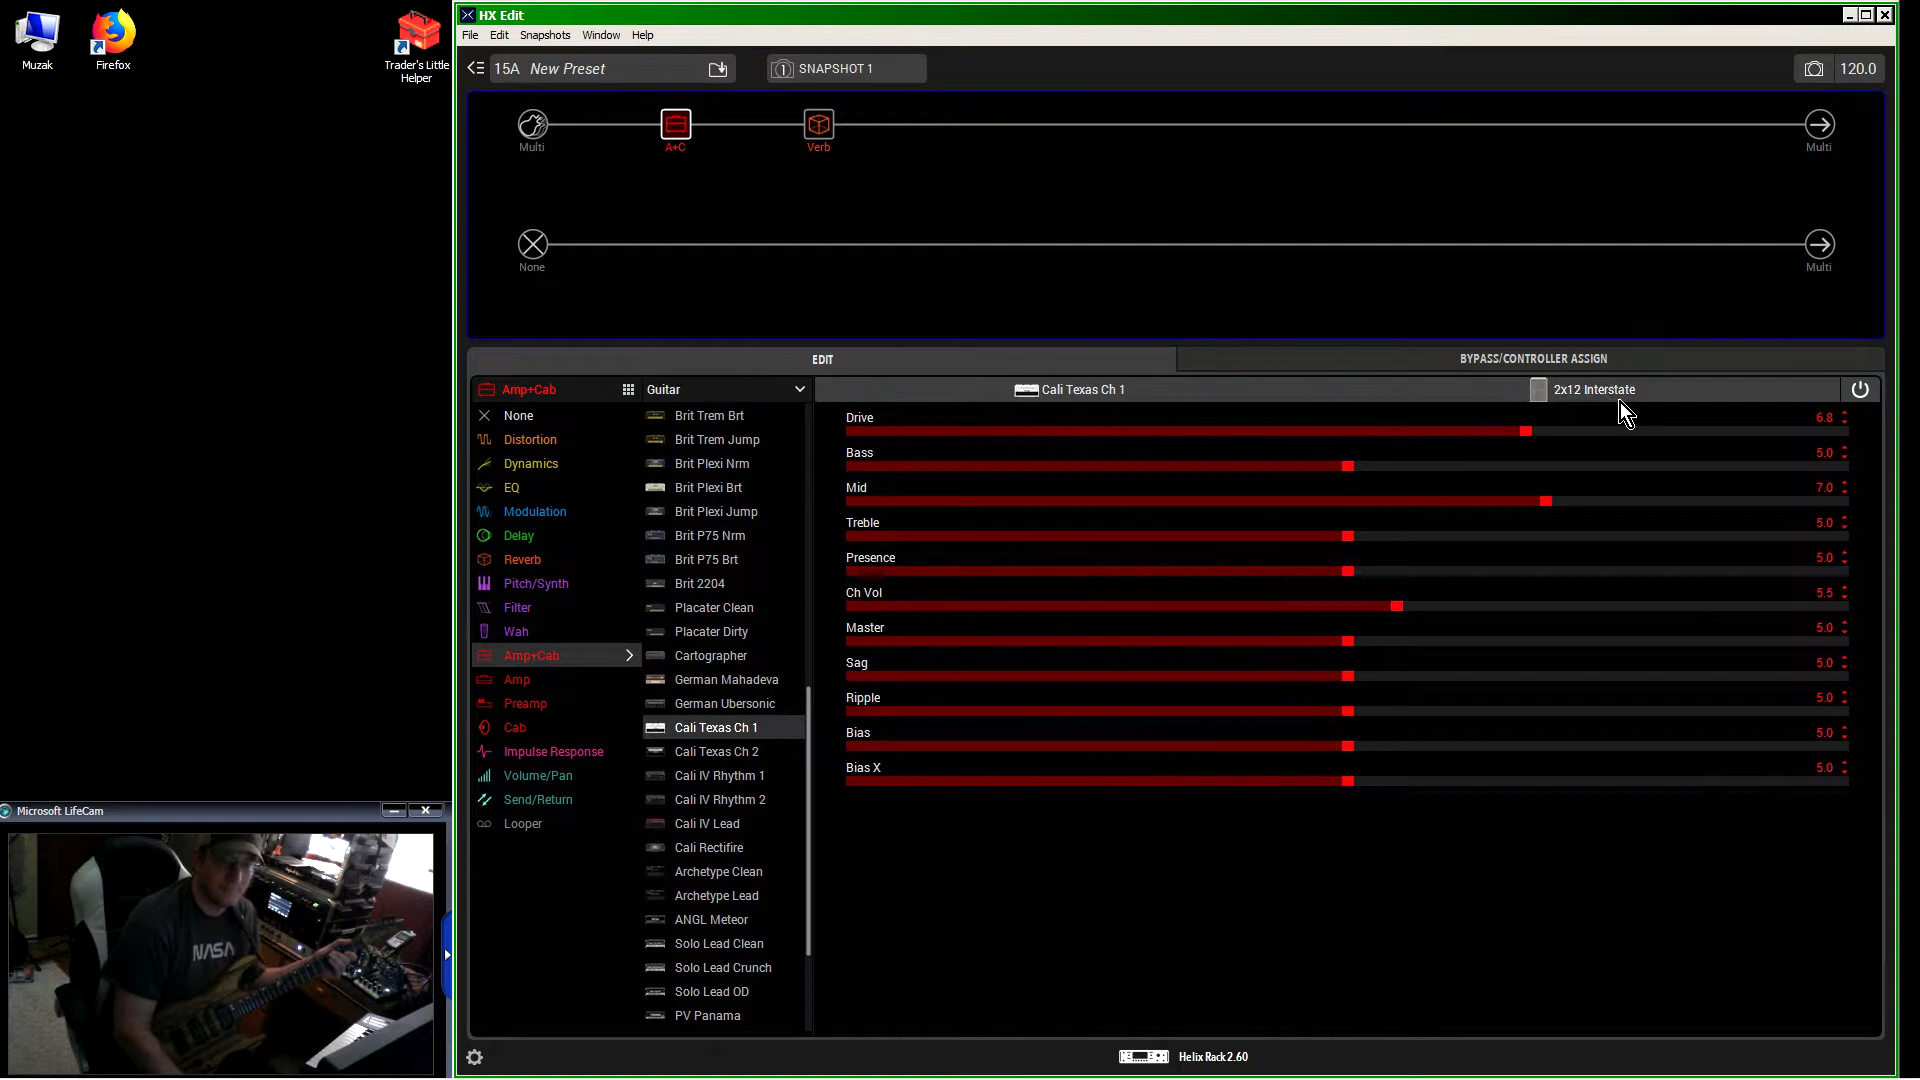 Muzak
Firefox
Trader's Little
Helper
HX Edit
File Edit Snapshots Window Help
15A New Preset
1 SNAPSHOT 1
120.0
Multi
A+C
Verb
Multi
None
Multi
EDIT
BYPASS/CONTROLLER ASSIGN
Amp+Cab
Guitar
Cali Texas Ch 1
2x12 Interstate
None
Distortion
Dynamics
EQ
Modulation
Delay
Reverb
Pitch/Synth
Filter
Wah
Amp+Cab
Amp
Preamp
Cab
Impulse Response
Volume/Pan
Send/Return
Looper
Brit Trem Brt
Brit Trem Jump
Brit Plexi Nrm
Brit Plexi Brt
Brit Plexi Jump
Brit P75 Nrm
Brit P75 Brt
Brit 2204
Placater Clean
Placater Dirty
Cartographer
German Mahadeva
German Ubersonic
Cali Texas Ch 1
Cali Texas Ch 2
Cali IV Rhythm 1
Cali IV Rhythm 2
Cali IV Lead
Cali Rectifire
Archetype Clean
Archetype Lead
ANGL Meteor
Solo Lead Clean
Solo Lead Crunch
Solo Lead OD
PV Panama
Drive 6.8
Bass 5.0
Mid 7.0
Treble 5.0
Presence 5.0
Ch Vol 5.5
Master 5.0
Sag 5.0
Ripple 5.0
Bias 5.0
Bias X 5.0
Helix Rack 2.60
Microsoft LifeCam
NASA